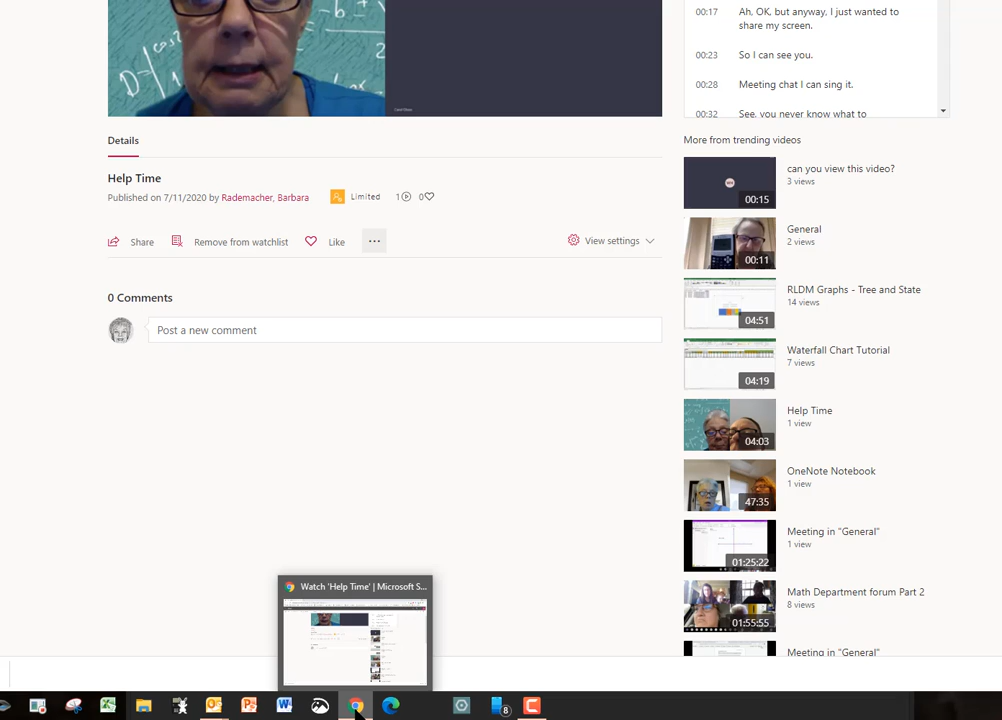 00:17 Ah, OK, but anyway, I just wanted to
share my screen.
00:23 So I can see you.
00:28 Meeting chat I can sing it.
00:32 See, you never know what to
Details
Help Time
Published on 7/11/2020 by Rademacher, Barbara Limited 1 0
Share Remove from watchlist Like ... View settings
0 Comments
Post a new comment
More from trending videos
can you view this video?
3 views
00:15
General
2 views
00:11
RLDM Graphs - Tree and State
14 views
04:51
Waterfall Chart Tutorial
7 views
04:19
Help Time
1 view
04:03
OneNote Notebook
1 view
47:35
Meeting in "General"
1 view
01:25:22
Math Department forum Part 2
8 views
01:55:55
Meeting in "General"
Watch 'Help Time' | Microsoft S...
8